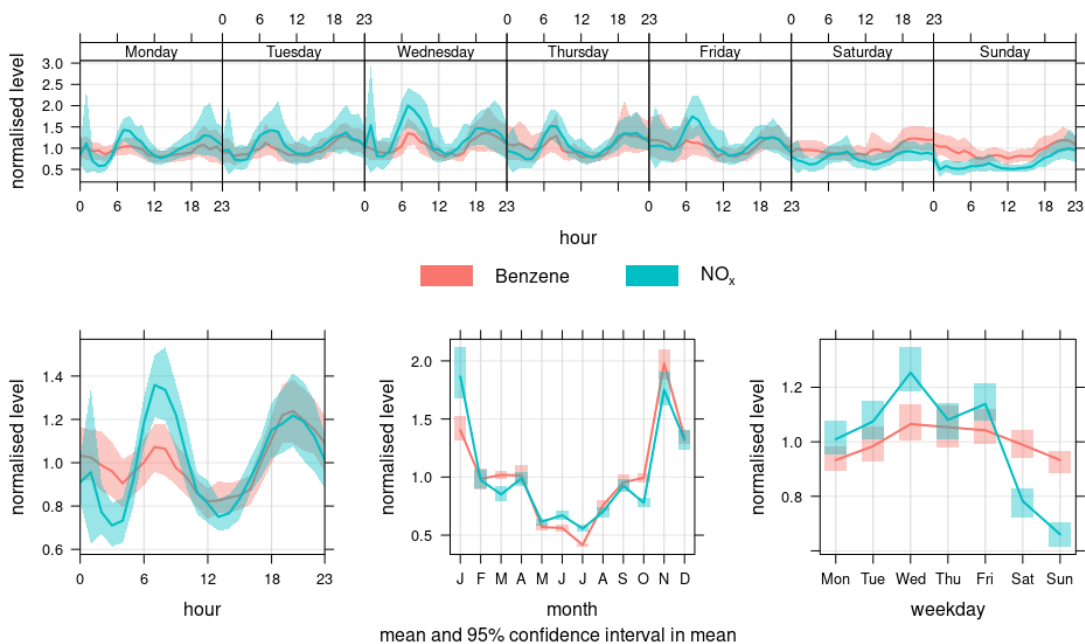 0 6 12 18 23 0 6 12 18 23 0 6 12 18 23
Monday Tuesday Wednesday Thursday Friday Saturday Sunday
3.0
2.5
2.0
1.5
1.0
0.5
normalised level
0 6 12 18 23 0 6 12 18 23 0 6 12 18 23 0 6 12 18 23
hour
Benzene NOx
1.4
1.2
1.0
0.8
0.6
normalised level
0 6 12 18 23
hour
2.0
1.5
1.0
0.5
normalised level
J F M A M J J A S O N D
month
1.2
1.0
0.8
normalised level
Mon Tue Wed Thu Fri Sat Sun
weekday
mean and 95% confidence interval in mean